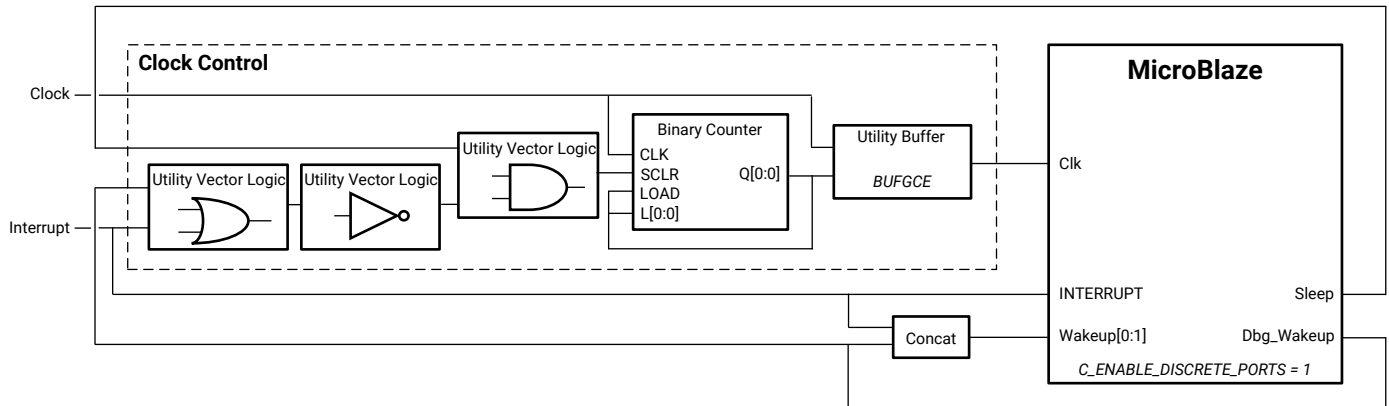 Clock Control
MicroBlaze
Clock
Binary Counter
Utility Buffer
Utility Vector Logic
CLK
Clk
Utility Vector Logic
Utility Vector Logic
SCLR
Q[0:0]
BUFGCE
LOAD
L[0:0]
Interrupt
INTERRUPT
Sleep
Concat
Wakeup[0:1]
Dbg_Wakeup
C_ENABLE_DISCRETE_PORTS = 1